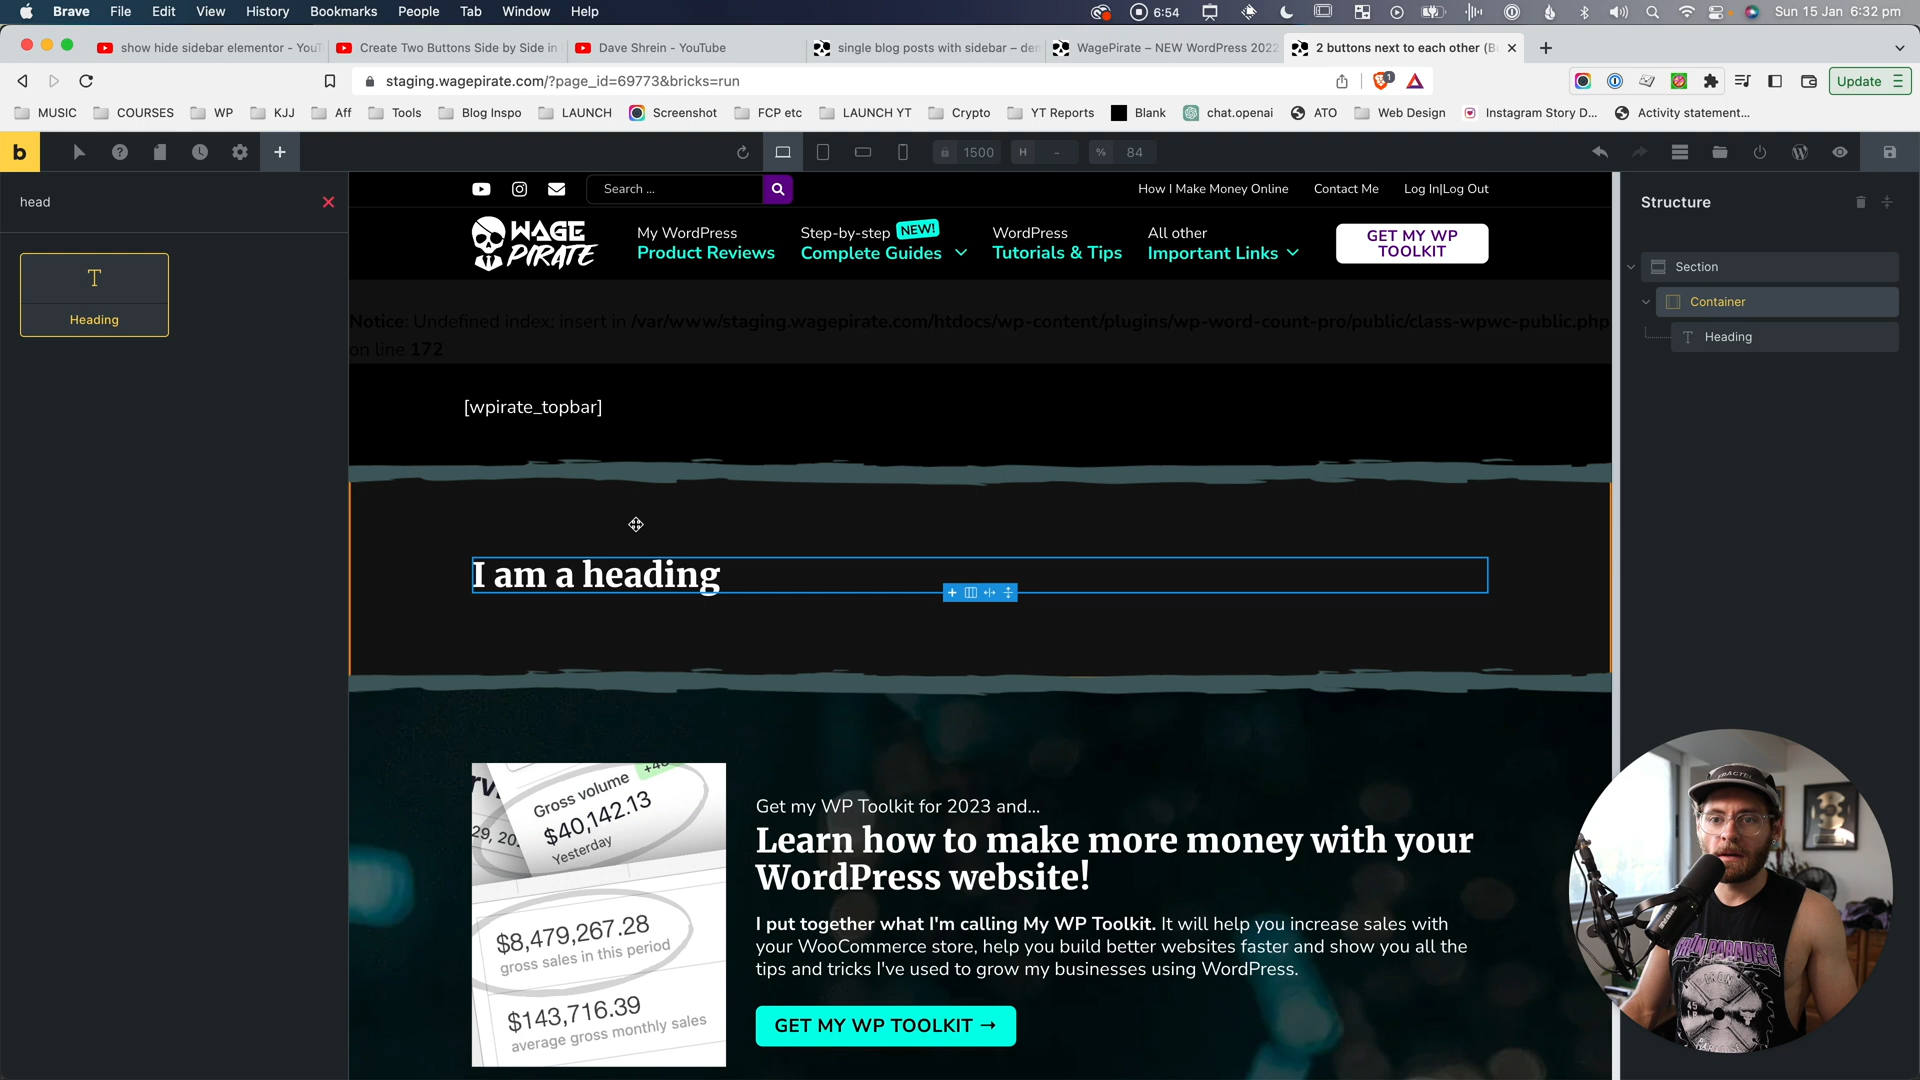 Brave File Edit View History Bookmarks People Tab Window Help 6:54 Sun 15 Jan 6:32 pm
show hide sidebar elementor - YouT Create Two Buttons Side by Side in Dave Shrein - YouTube single blog posts with sidebar – de WagePirate – NEW WordPress 2022 2 buttons next to each other (B
staging.wagepirate.com/?page_id=69773&bricks=run 1 Update
MUSIC COURSES WP KJJ Aff Tools Blog Inspo LAUNCH Screenshot FCP etc LAUNCH YT Crypto YT Reports Blank chat.openai ATO Web Design Instagram Story D... Activity statement...
b 1500 H - % 84
head
Heading
Search ...
How I Make Money Online Contact Me Log In|Log Out
WAGE
PIRATE
My WordPress
Product Reviews
Step-by-step NEW!
Complete Guides
WordPress
Tutorials & Tips
All other
Important Links
GET MY WP
TOOLKIT
Notice: Undefined index: insert in /var/www/staging.wagepirate.com/htdocs/wp-content/plugins/wp-word-count-pro/public/class-wpwc-public.php
on line 172
[wpirate_topbar]
I am a heading
Gross volume
$40,142.13
Yesterday
29, 20
$8,479,267.28
gross sales in this period
$143,716.39
average gross monthly sales
Get my WP Toolkit for 2023 and...
Learn how to make more money with your
WordPress website!
I put together what I'm calling My WP Toolkit. It will help you increase sales with
your WooCommerce store, help you build better websites faster and show you all the
tips and tricks I've used to grow my businesses using WordPress.
GET MY WP TOOLKIT →
Structure
Section
Container
Heading